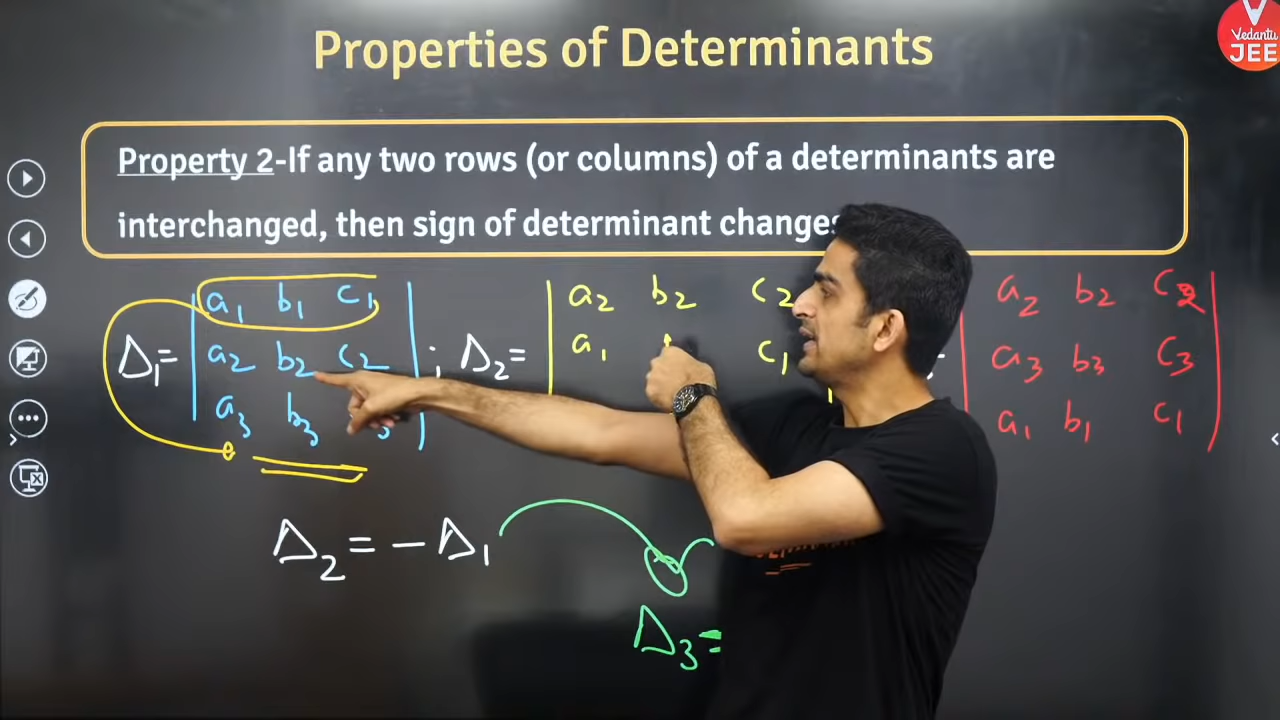 Properties of Determinants
Vedantu
JEE
Property 2-If any two rows (or columns) of a determinants are
interchanged, then sign of determinant changes
a₁ b₁ c₁
Δ₁= a₂ b₂ c₂
a₃ b₃
; Δ₂= a₂ b₂ c₂
a₁ c₁
a₂ b₂ c₂
a₃ b₃ c₃
a₁ b₁ c₁
Δ₂ = − Δ₁
Δ₃ =